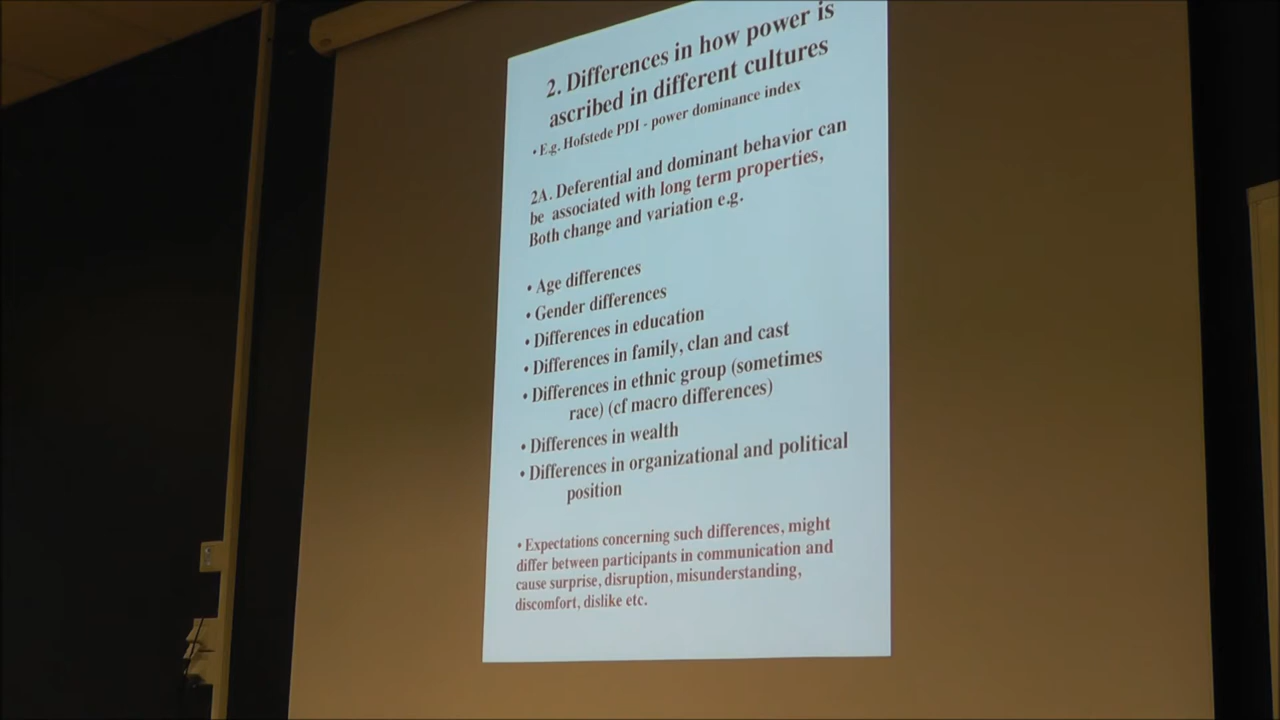 2. Differences in how power is
ascribed in different cultures
• E.g. Hofstede PDI - power dominance index
2A. Deferential and dominant behavior can
be associated with long term properties,
Both change and variation e.g.
• Age differences
• Gender differences
• Differences in education
• Differences in family, clan and cast
• Differences in ethnic group (sometimes
race) (cf macro differences)
• Differences in wealth
• Differences in organizational and political
position
• Expectations concerning such differences, might
differ between participants in communication and
cause surprise, disruption, misunderstanding,
discomfort, dislike etc.